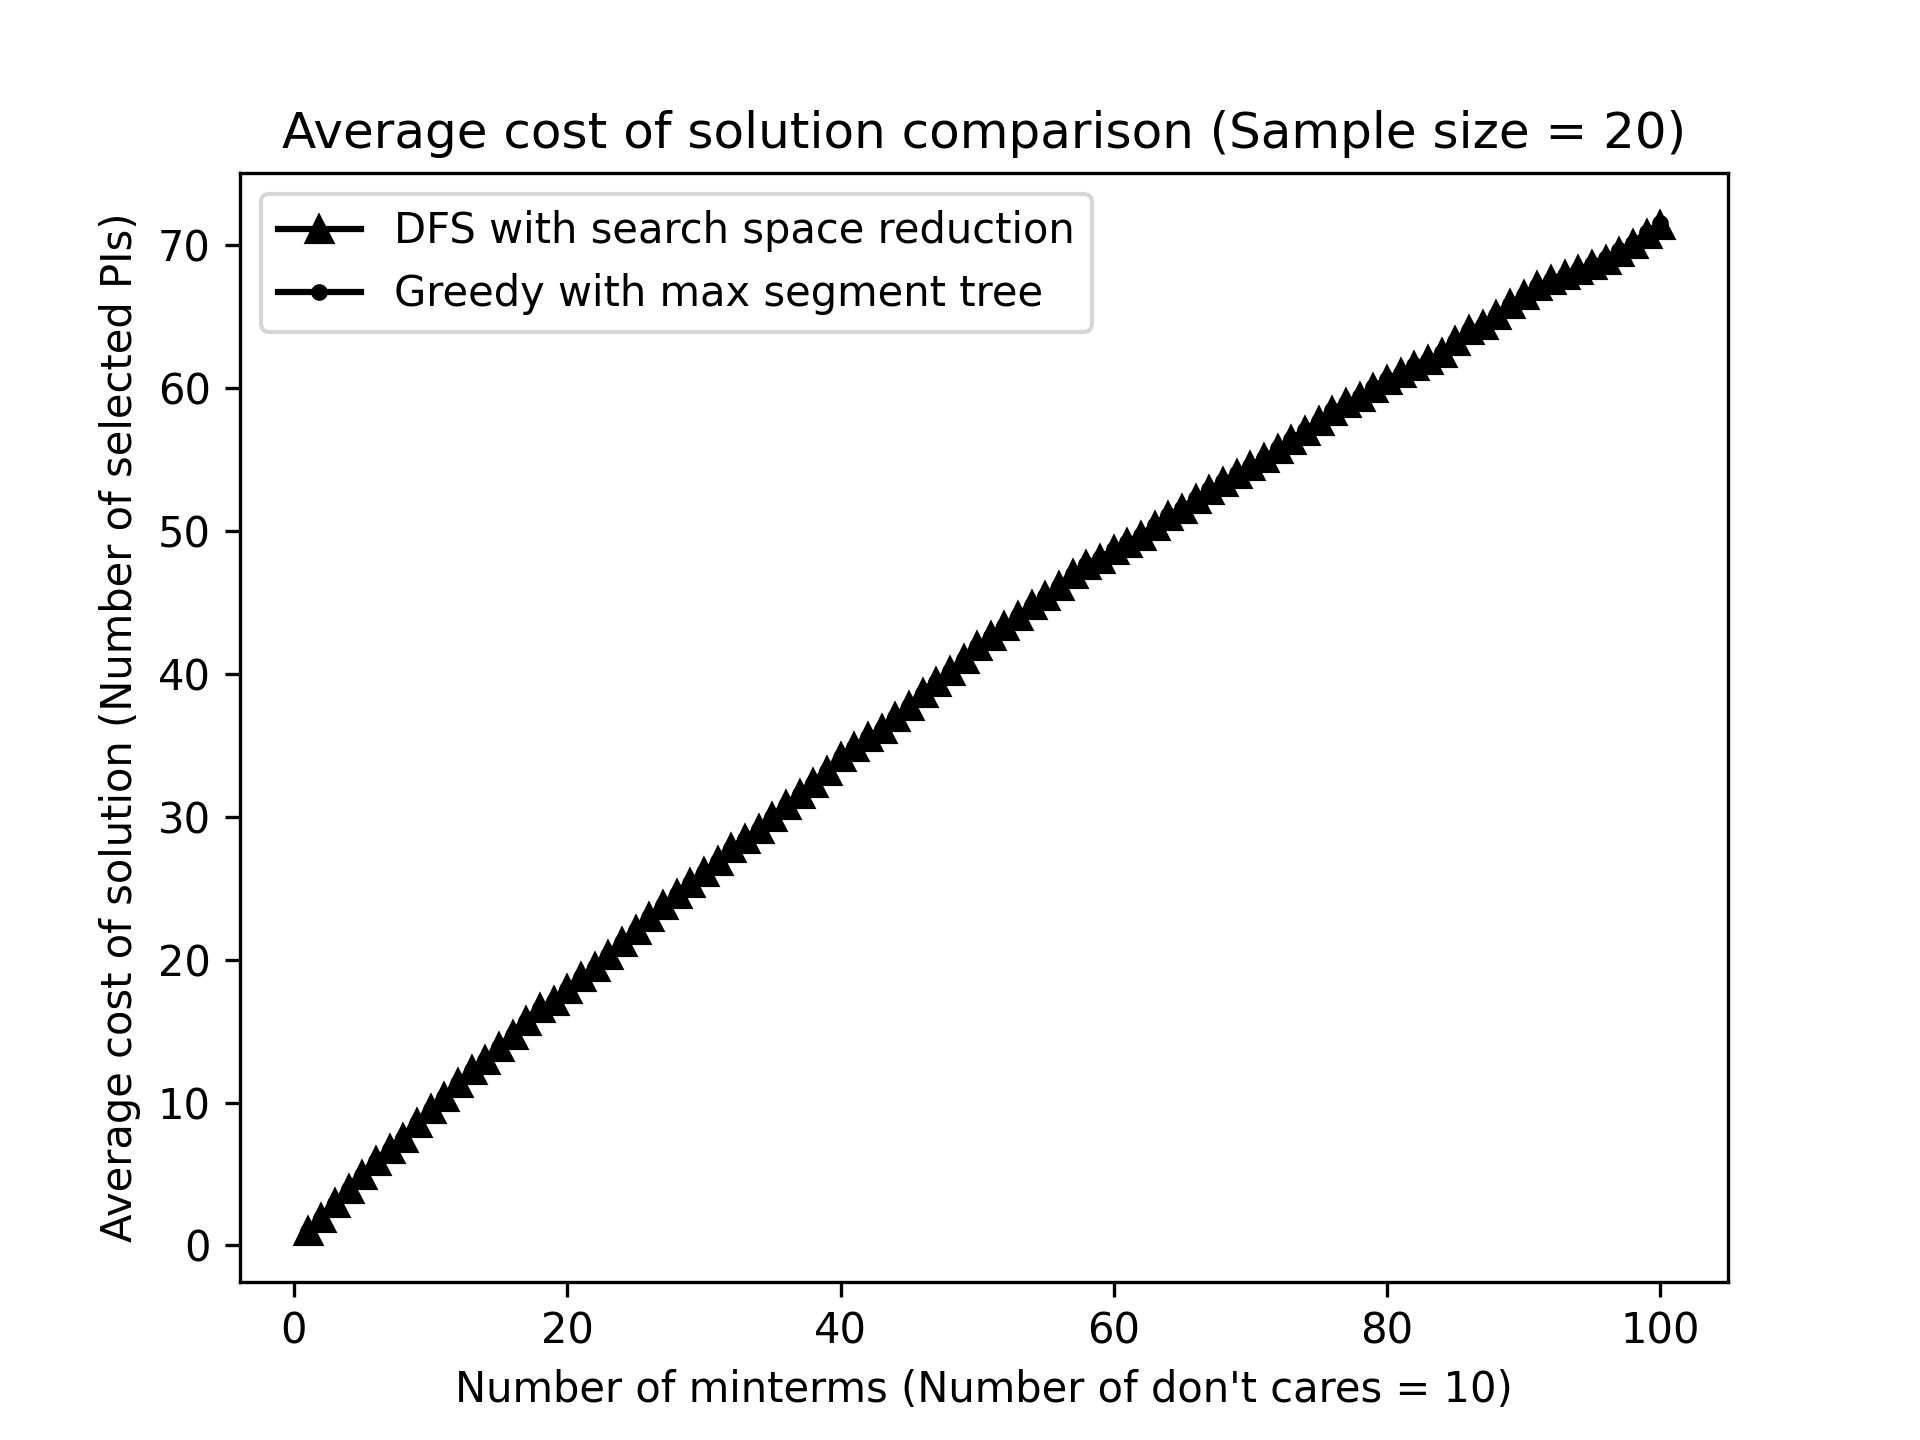 Average cost of solution comparison (Sample size = 20)
DFS with search space reduction
Greedy with max segment tree
Average cost of solution (Number of selected PIs)
70
60
50
40
30
20
10
0
0 20 40 60 80 100
Number of minterms (Number of don't cares = 10)